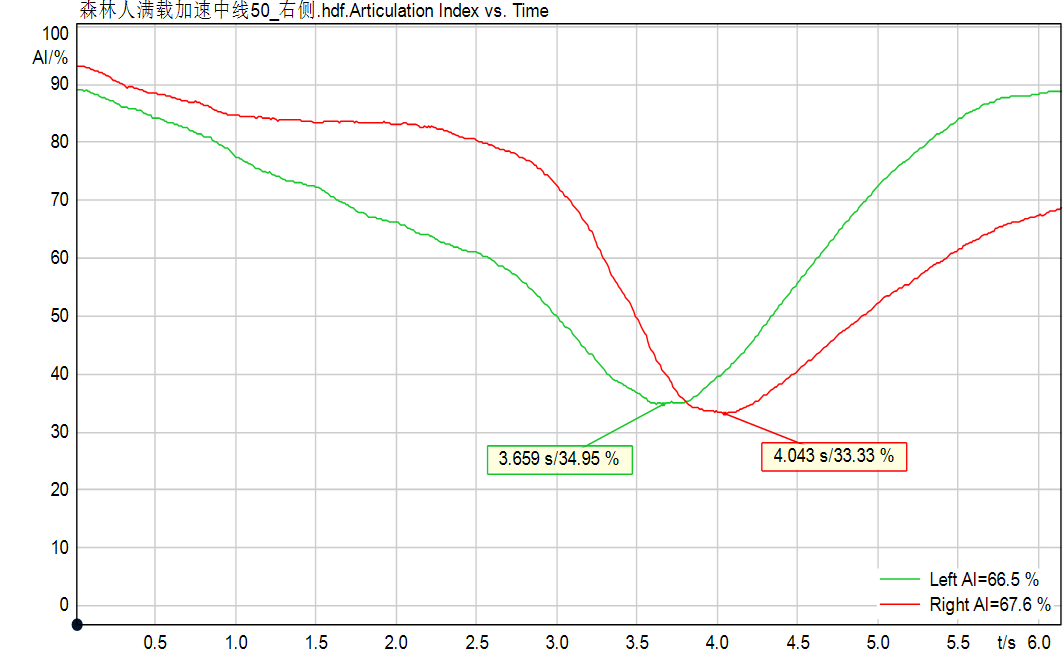 森林人满载加速中线50_右侧.hdf.Articulation Index vs. Time
100
AI/%
90
80
70
60
50
40
30
20
10
0
3.659 s/34.95 %
4.043 s/33.33 %
Left AI=66.5 %
Right AI=67.6 %
0.5 1.0 1.5 2.0 2.5 3.0 3.5 4.0 4.5 5.0 5.5 t/s 6.0